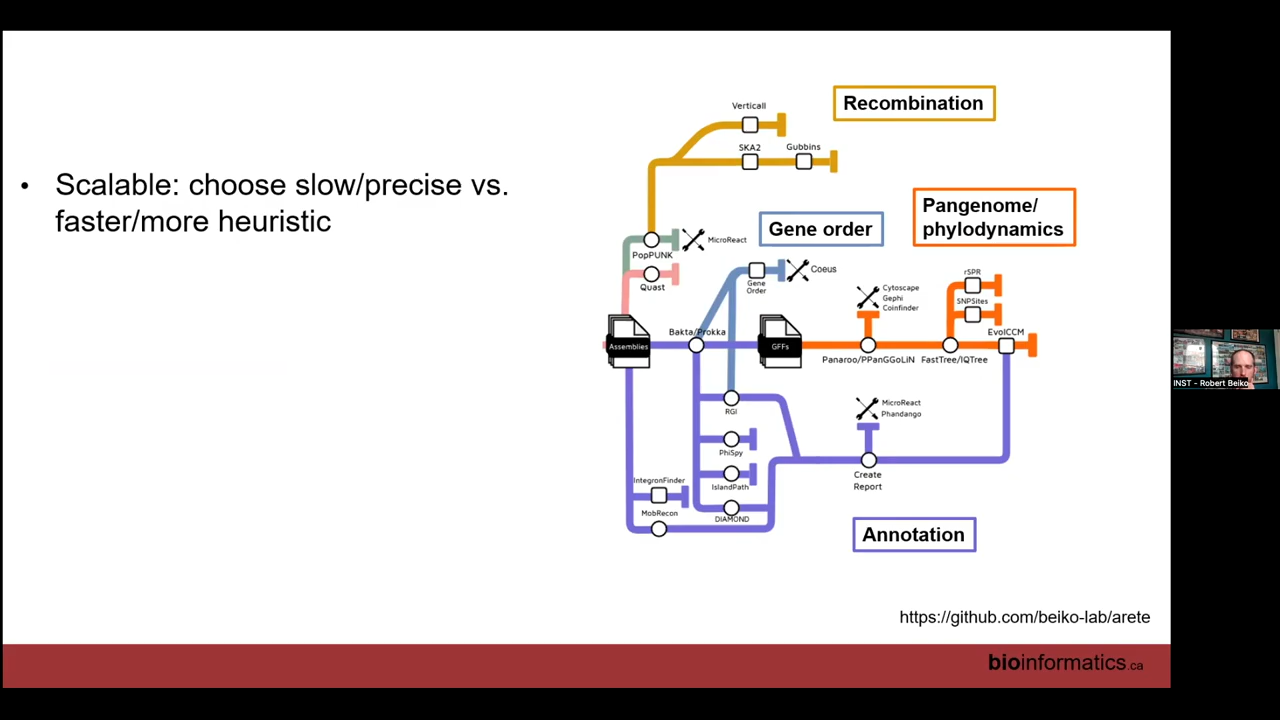 • Scalable: choose slow/precise vs.
faster/more heuristic
Recombination
Verticall
SKA2
Gubbins
Pangenome/
phylodynamics
Gene order
PopPUNK
MicroReact
Quast
Gene
Order
Coeus
Cytoscape
Gephi
Coinfinder
rSPR
SNPSites
EvolCCM
Assemblies
Bakta/Prokka
GFFs
Panaroo/PPanGGoLiN
FastTree/IQTree
RGI
MicroReact
Phandango
PhiSpy
IslandPath
Create
Report
IntegronFinder
MobRecon
DIAMOND
Annotation
https://github.com/beiko-lab/arete
bioinformatics.ca
INST - Robert Beiko